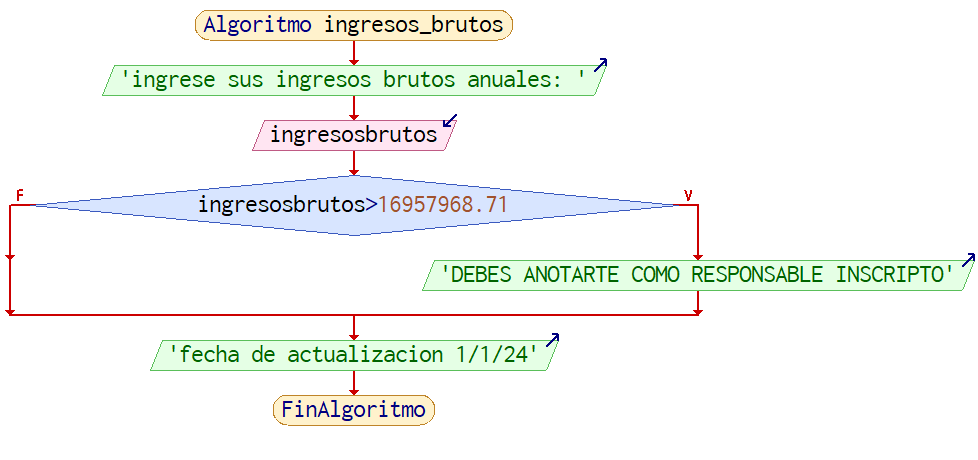 Algoritmo ingresos_brutos
'ingrese sus ingresos brutos anuales: '
ingresosbrutos
F
ingresosbrutos>16957968.71
V
'DEBES ANOTARTE COMO RESPONSABLE INSCRIPTO'
'fecha de actualizacion 1/1/24'
FinAlgoritmo